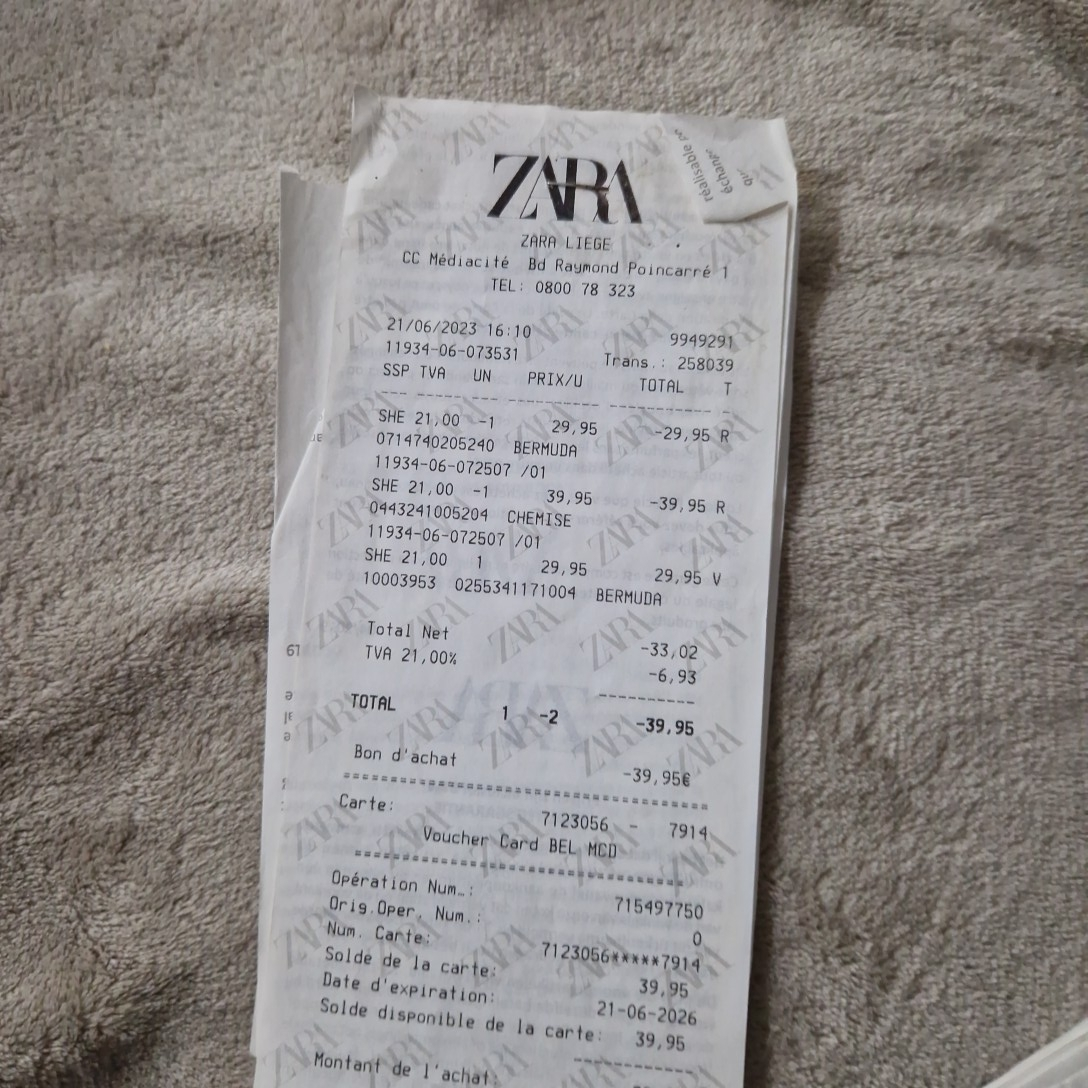 ZARA
réalisable
échange
ZARA LIEGE
CC Médiacité Bd Raymond Poincarré 1
TEL: 0800 78 323
21/06/2023 16:10 9949291
11934-06-073531 Trans.: 258039
SSP TVA UN PRIX/U TOTAL T
SHE 21,00 -1 29,95 -29,95 R
0714740205240 BERMUDA
11934-06-072507 /01
SHE 21,00 -1 39,95 -39,95 R
0443241005204 CHEMISE
11934-06-072507 /01
SHE 21,00 1 29,95 29,95 V
10003953 0255341171004 BERMUDA
Total Net -33,02
TVA 21,00% -6,93
TOTAL 1 -2 -39,95
Bon d'achat -39,95€
Carte: 7123056 - 7914
Voucher Card BEL MCD
Opération Num.: 715497750
Orig.Oper. Num.: 0
Num. Carte: 7123056*****7914
Solde de la carte: 39,95
Date d'expiration: 21-06-2026
Solde disponible de la carte: 39,95
Montant de l'achat: